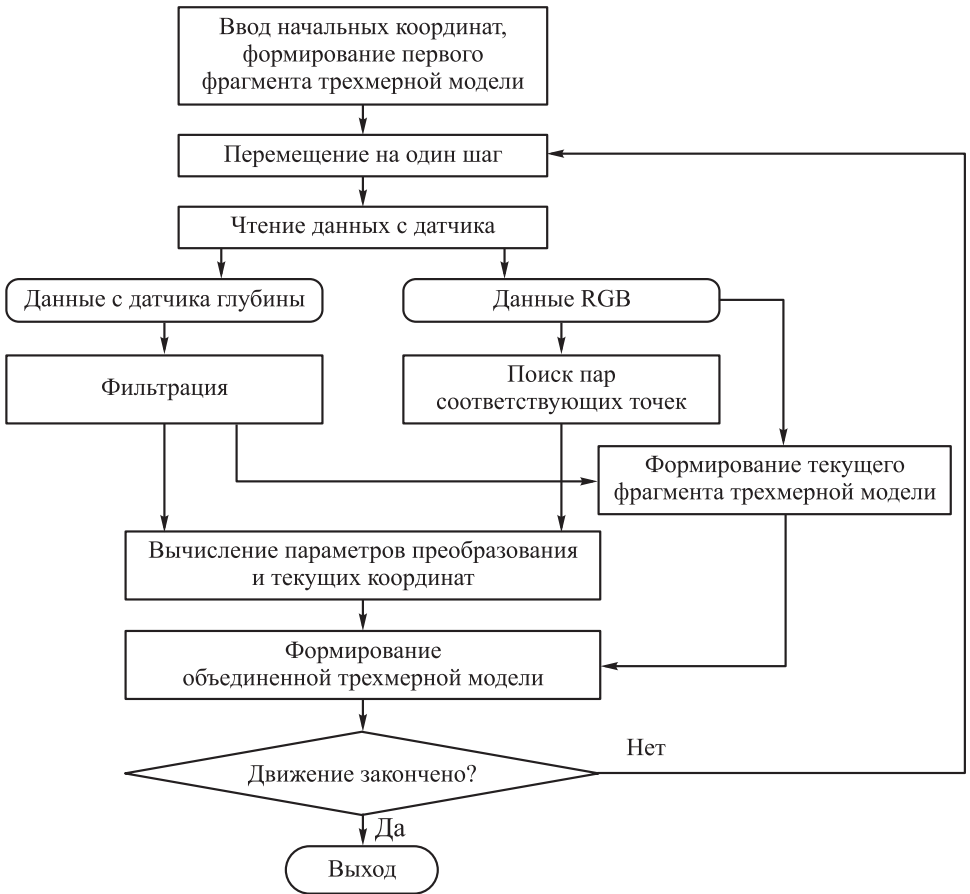 Ввод начальных координат,
формирование первого
фрагмента трехмерной модели
Перемещение на один шаг
Чтение данных с датчика
Данные с датчика глубины
Данные RGB
Фильтрация
Поиск пар
соответствующих точек
Формирование текущего
фрагмента трехмерной модели
Вычисление параметров преобразования
и текущих координат
Формирование
объединенной трехмерной модели
Движение закончено?
Нет
Да
Выход